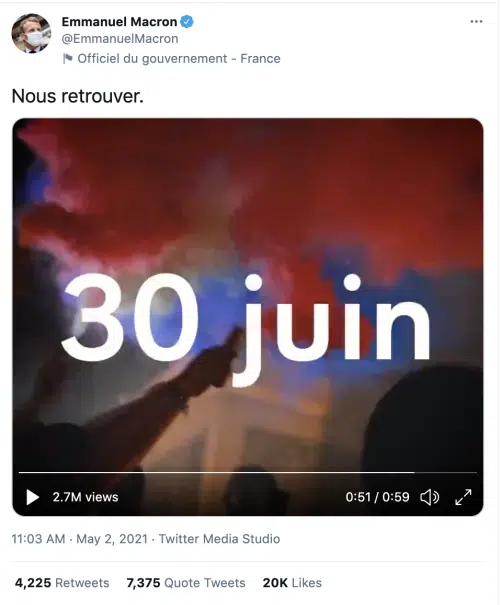 Emmanuel Macron
@EmmanuelMacron
Officiel du gouvernement - France
Nous retrouver.
30 juin
2.7M views
0:51 / 0:59
11:03 AM · May 2, 2021 · Twitter Media Studio
4,225 Retweets 7,375 Quote Tweets 20K Likes